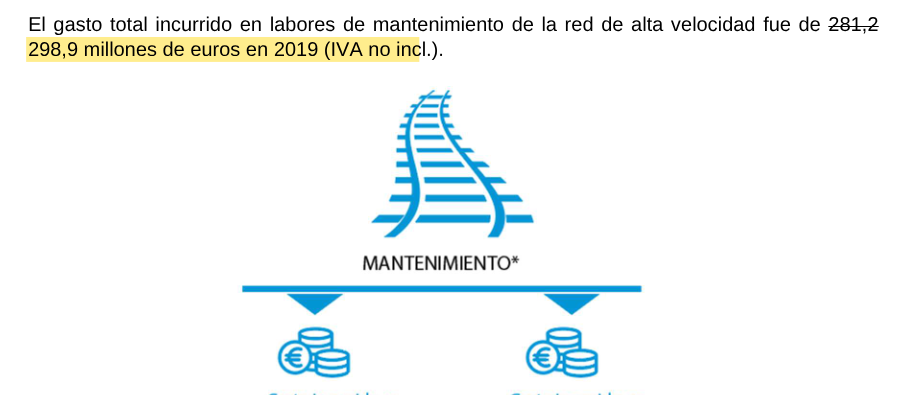 El gasto total incurrido en labores de mantenimiento de la red de alta velocidad fue de 281,2
298,9 millones de euros en 2019 (IVA no incl.).
MANTENIMIENTO*